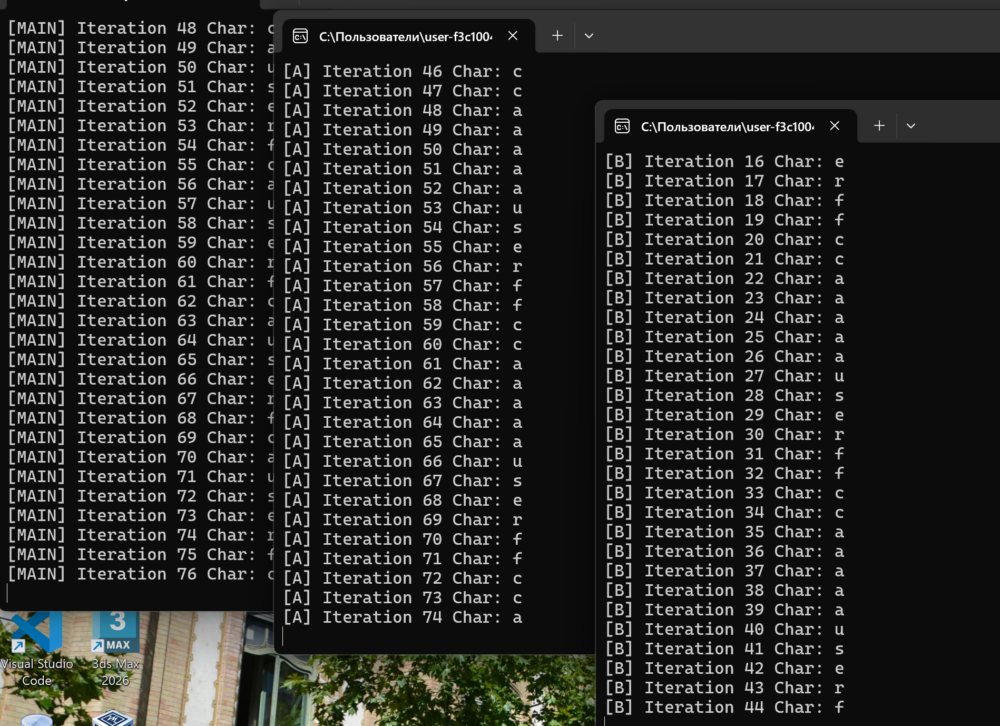 [MAIN] Iteration 48 Char: c
[MAIN] Iteration 49 Char: a
[MAIN] Iteration 50 Char: u
[MAIN] Iteration 51 Char: s
[MAIN] Iteration 52 Char: e
[MAIN] Iteration 53 Char: r
[MAIN] Iteration 54 Char: f
[MAIN] Iteration 55 Char: c
[MAIN] Iteration 56 Char: a
[MAIN] Iteration 57 Char: u
[MAIN] Iteration 58 Char: s
[MAIN] Iteration 59 Char: e
[MAIN] Iteration 60 Char: r
[MAIN] Iteration 61 Char: f
[MAIN] Iteration 62 Char: c
[MAIN] Iteration 63 Char: a
[MAIN] Iteration 64 Char: u
[MAIN] Iteration 65 Char: s
[MAIN] Iteration 66 Char: e
[MAIN] Iteration 67 Char: r
[MAIN] Iteration 68 Char: f
[MAIN] Iteration 69 Char: c
[MAIN] Iteration 70 Char: a
[MAIN] Iteration 71 Char: u
[MAIN] Iteration 72 Char: s
[MAIN] Iteration 73 Char: e
[MAIN] Iteration 74 Char: r
[MAIN] Iteration 75 Char: f
[MAIN] Iteration 76 Char: c
C:\Пользователи\user-f3c100
[A] Iteration 46 Char: c
[A] Iteration 47 Char: c
[A] Iteration 48 Char: a
[A] Iteration 49 Char: a
[A] Iteration 50 Char: a
[A] Iteration 51 Char: a
[A] Iteration 52 Char: a
[A] Iteration 53 Char: u
[A] Iteration 54 Char: s
[A] Iteration 55 Char: e
[A] Iteration 56 Char: r
[A] Iteration 57 Char: f
[A] Iteration 58 Char: f
[A] Iteration 59 Char: c
[A] Iteration 60 Char: c
[A] Iteration 61 Char: a
[A] Iteration 62 Char: a
[A] Iteration 63 Char: a
[A] Iteration 64 Char: a
[A] Iteration 65 Char: a
[A] Iteration 66 Char: u
[A] Iteration 67 Char: s
[A] Iteration 68 Char: e
[A] Iteration 69 Char: r
[A] Iteration 70 Char: f
[A] Iteration 71 Char: f
[A] Iteration 72 Char: c
[A] Iteration 73 Char: c
[A] Iteration 74 Char: a
C:\Пользователи\user-f3c100
[B] Iteration 16 Char: e
[B] Iteration 17 Char: r
[B] Iteration 18 Char: f
[B] Iteration 19 Char: f
[B] Iteration 20 Char: c
[B] Iteration 21 Char: c
[B] Iteration 22 Char: a
[B] Iteration 23 Char: a
[B] Iteration 24 Char: a
[B] Iteration 25 Char: a
[B] Iteration 26 Char: a
[B] Iteration 27 Char: u
[B] Iteration 28 Char: s
[B] Iteration 29 Char: e
[B] Iteration 30 Char: r
[B] Iteration 31 Char: f
[B] Iteration 32 Char: f
[B] Iteration 33 Char: c
[B] Iteration 34 Char: c
[B] Iteration 35 Char: a
[B] Iteration 36 Char: a
[B] Iteration 37 Char: a
[B] Iteration 38 Char: a
[B] Iteration 39 Char: a
[B] Iteration 40 Char: u
[B] Iteration 41 Char: s
[B] Iteration 42 Char: e
[B] Iteration 43 Char: r
[B] Iteration 44 Char: f
3
MAX
Visual Studio
Code
3ds Max
2026